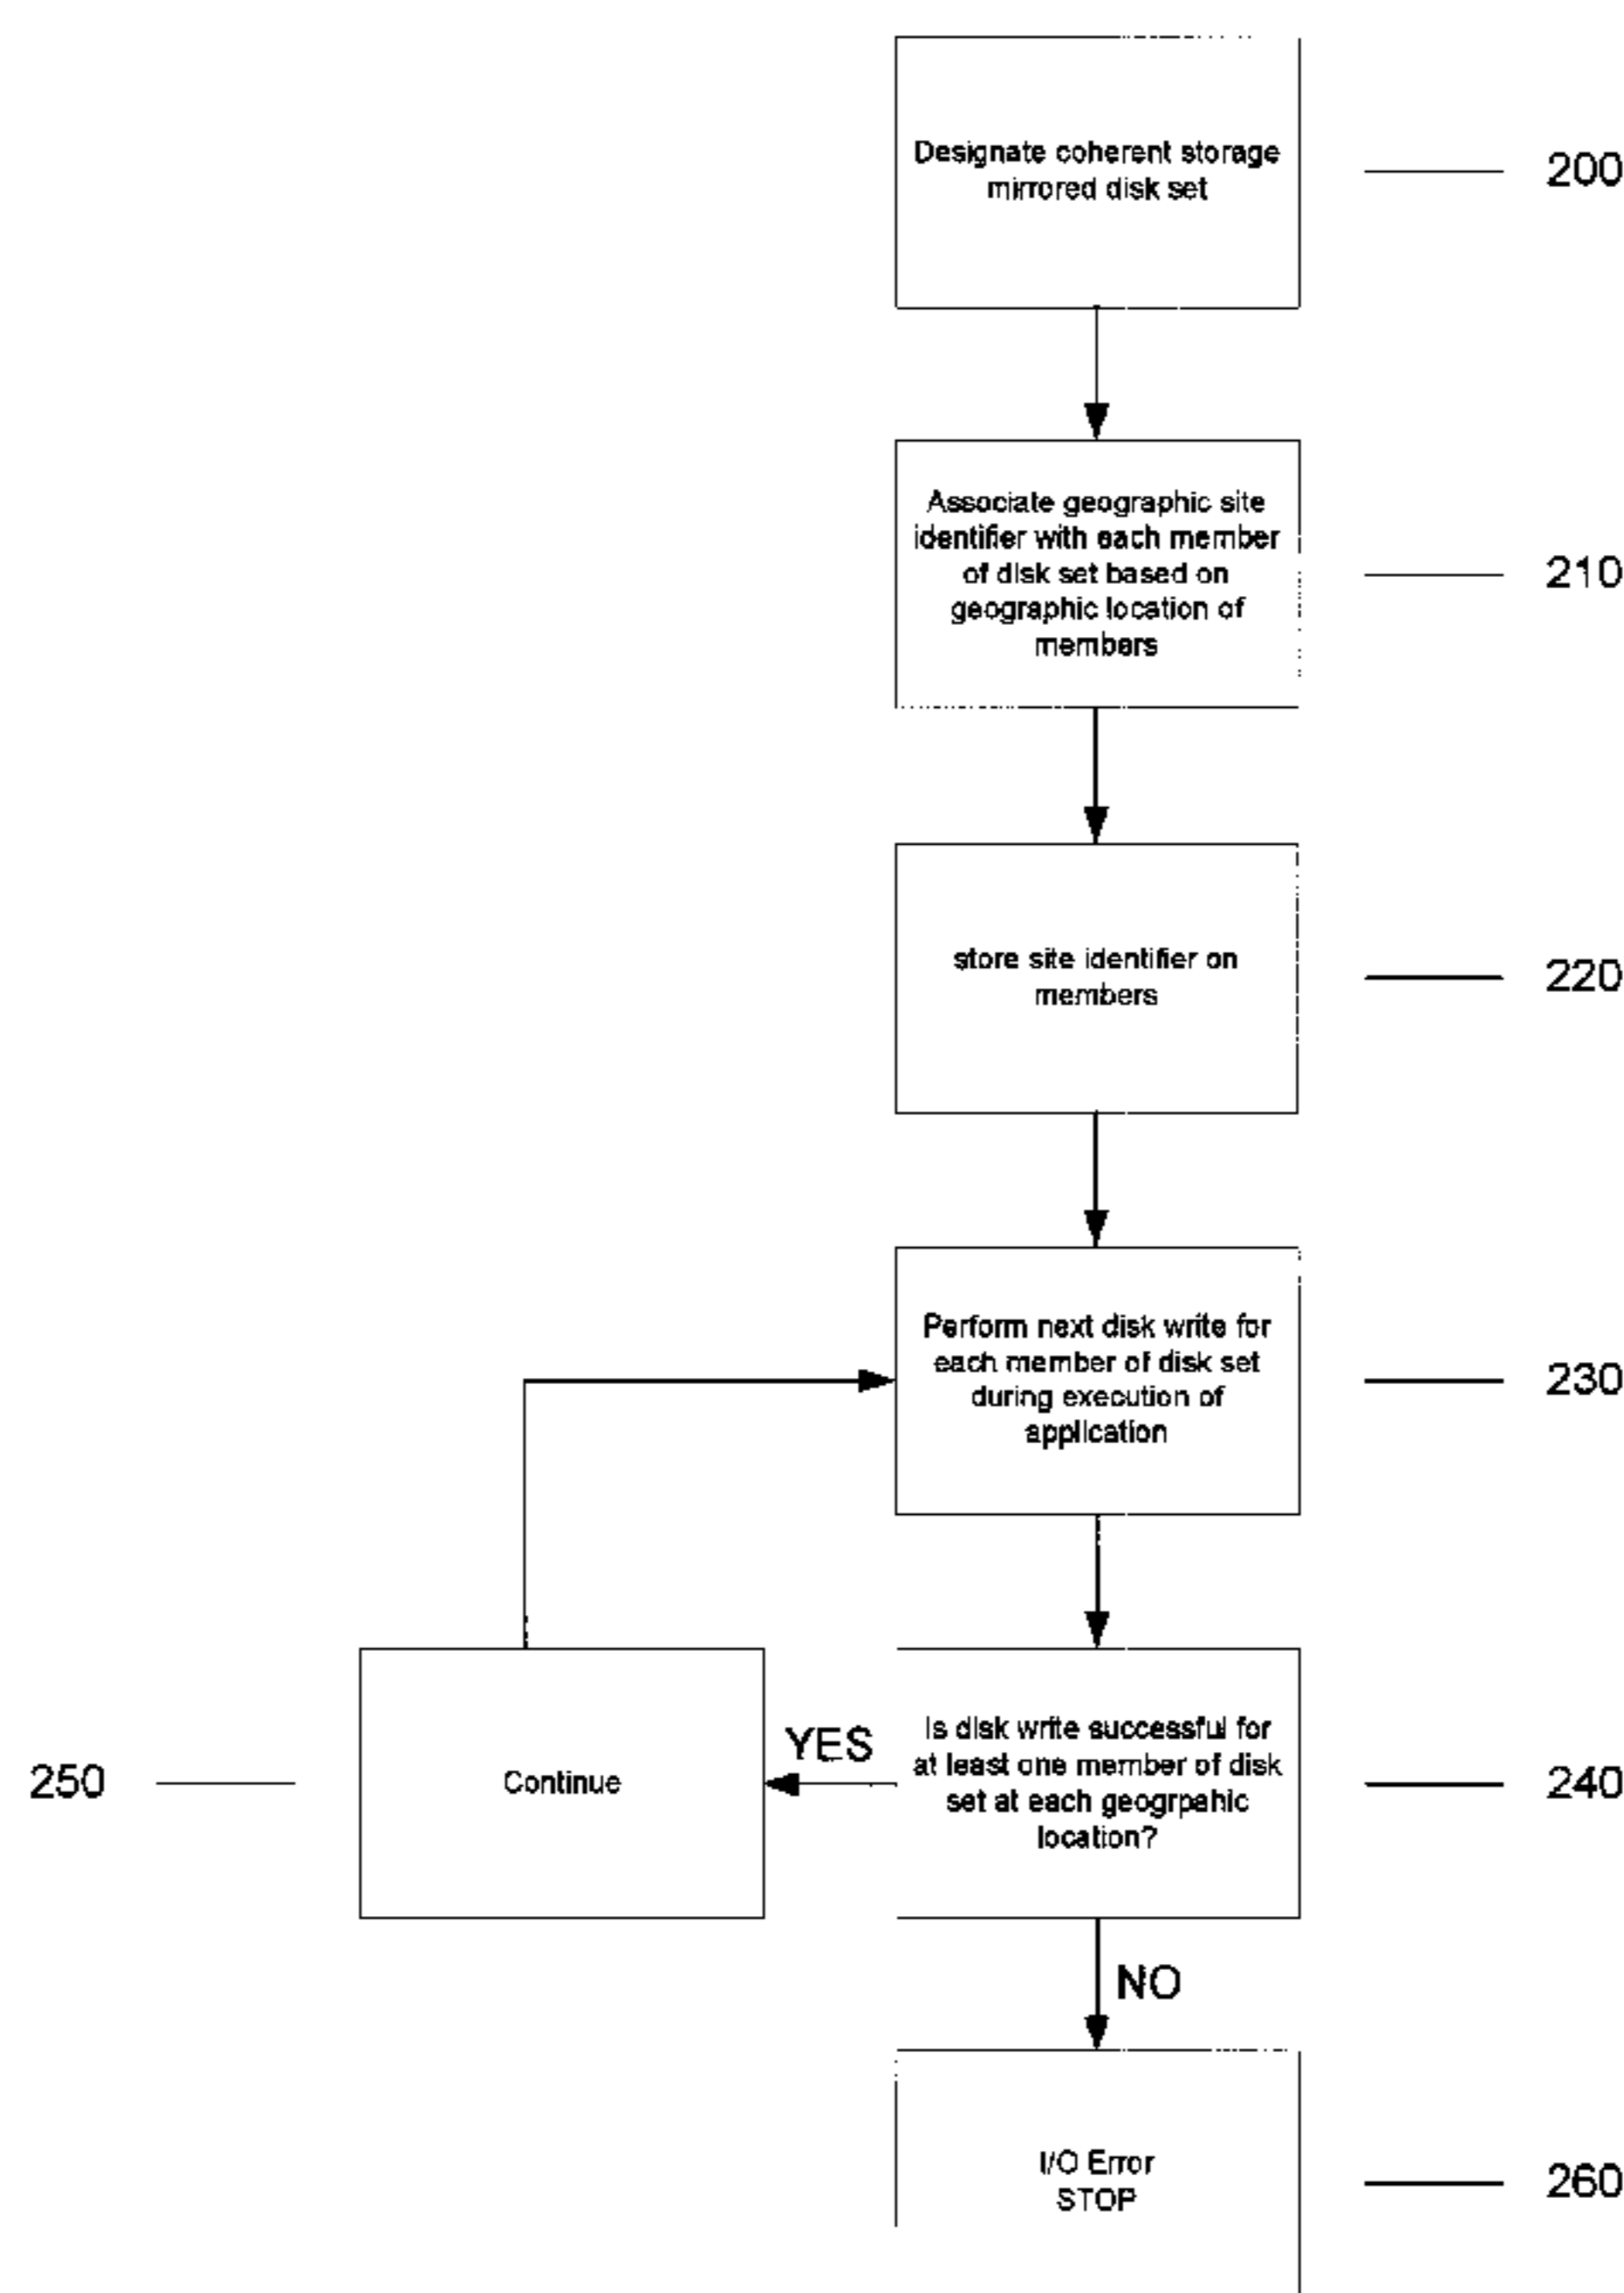 Designate coherent storage
mirrored disk set
200
Associate geographic site
identifier with each member
of disk set based on
geographic location of
members
210
store site identifier on
members
220
Perform next disk write for
each member of disk set
during execution of
application
230
250
Continue
YES
Is disk write successful for
at least one member of disk
set at each geogrpahic
location?
240
NO
I/O Error
STOP
260